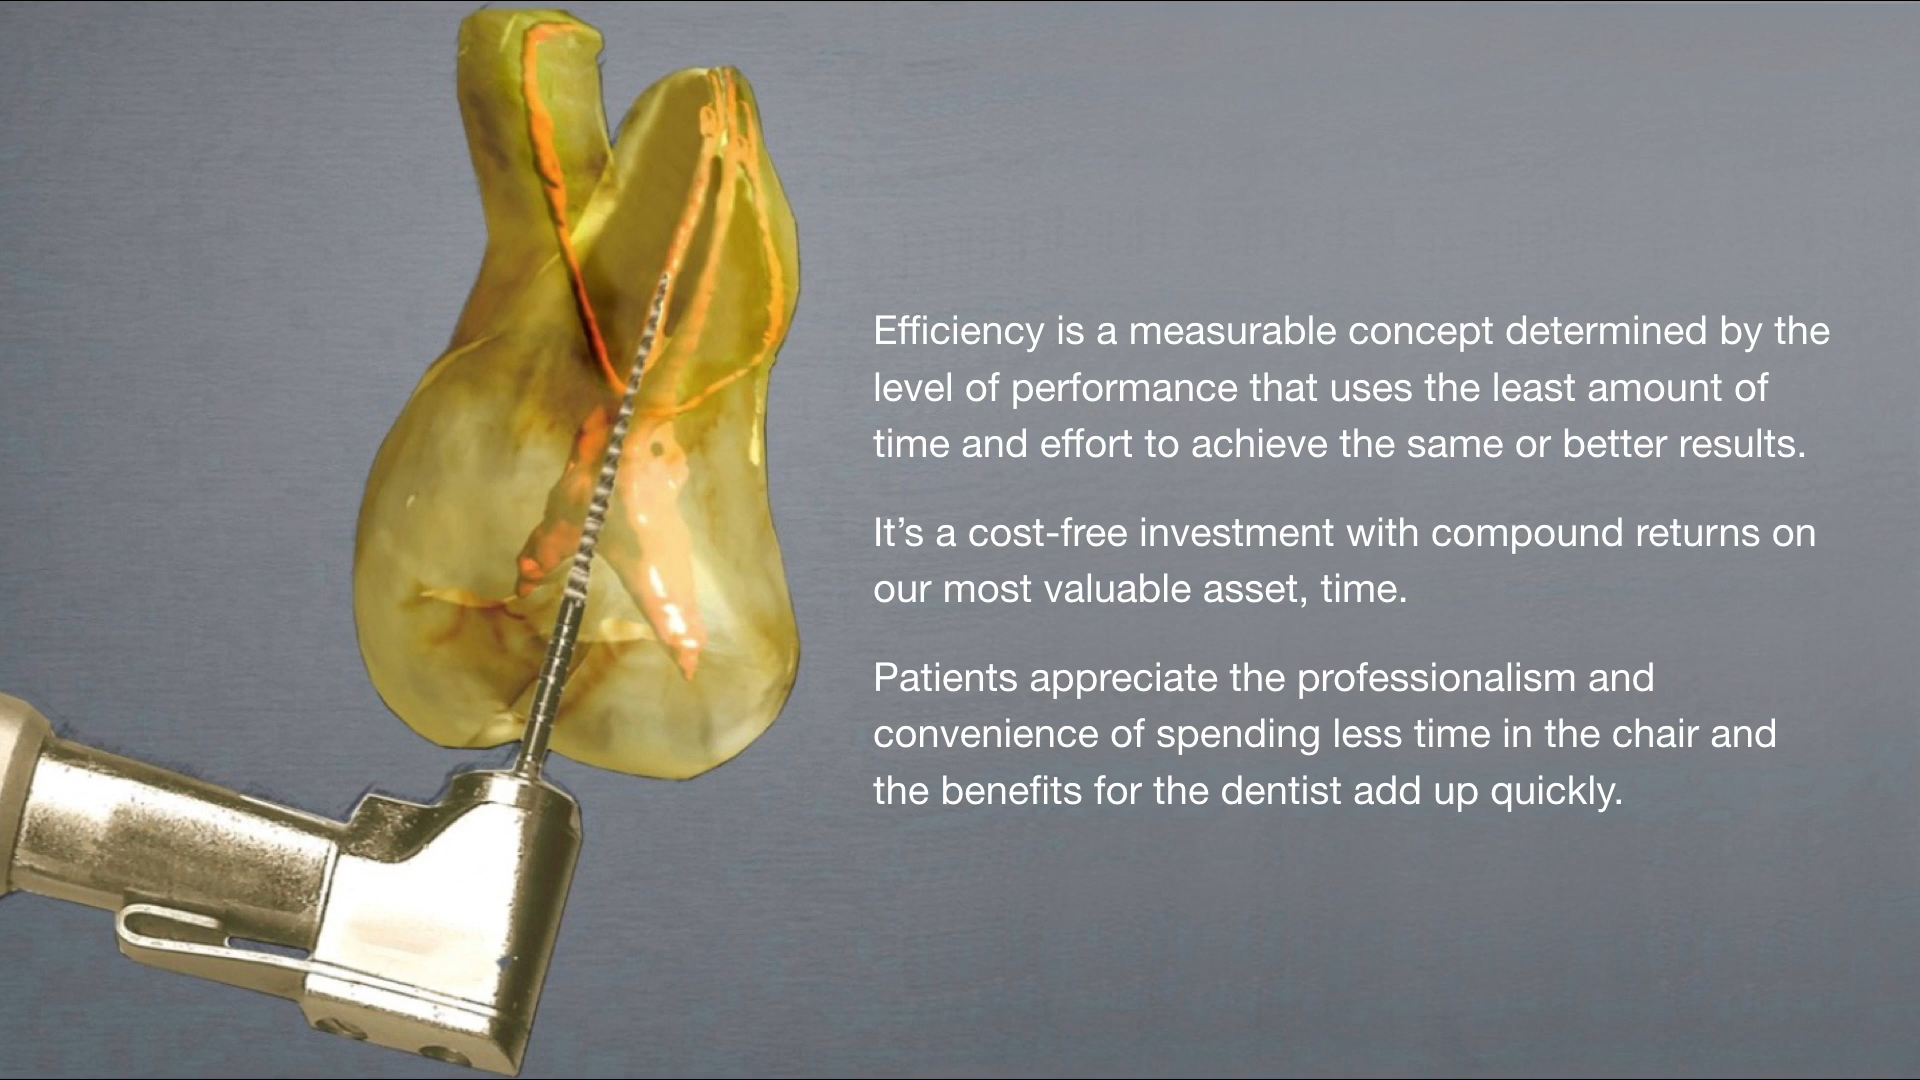 Efficiency is a measurable concept determined by the
level of performance that uses the least amount of
time and effort to achieve the same or better results.
It’s a cost-free investment with compound returns on
our most valuable asset, time.
Patients appreciate the professionalism and
convenience of spending less time in the chair and
the benefits for the dentist add up quickly.